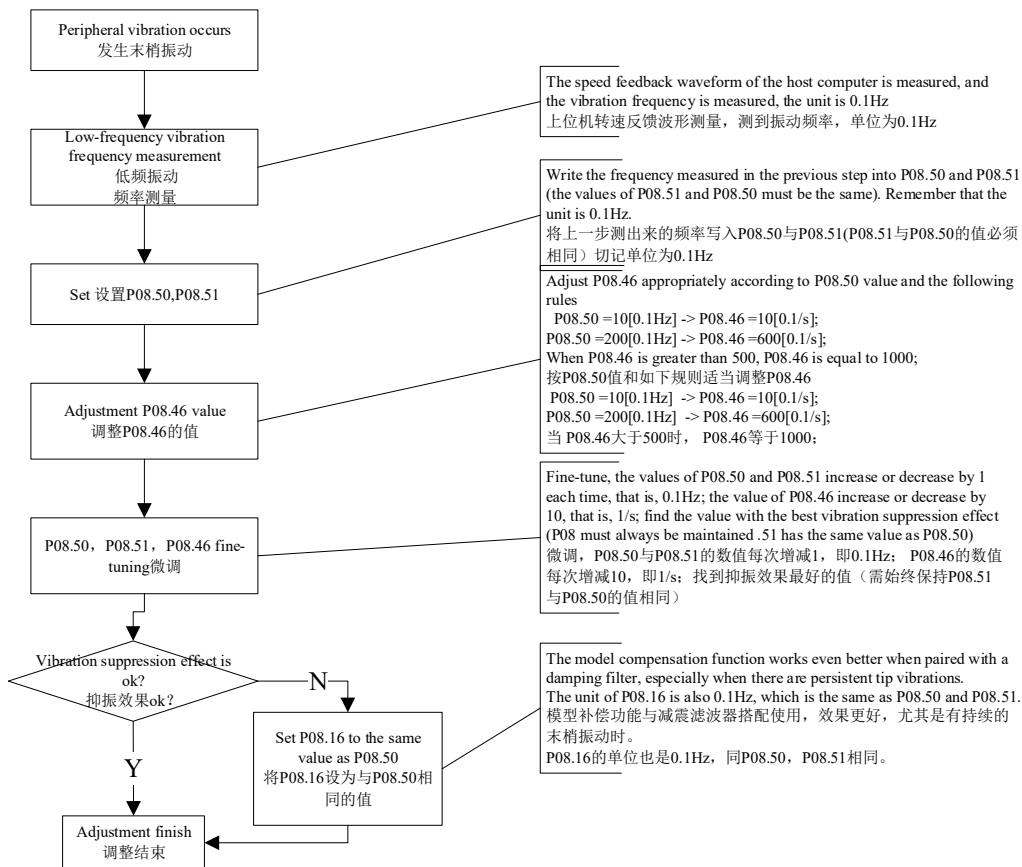 Peripheral vibration occurs
发生末梢振动
The speed feedback waveform of the host computer is measured, and
the vibration frequency is measured, the unit is 0.1Hz
上位机转速反馈波形测量，测到振动频率，单位为0.1Hz
Low-frequency vibration
frequency measurement
低频振动
频率测量
Write the frequency measured in the previous step into P08.50 and P08.51
(the values of P08.51 and P08.50 must be the same). Remember that the
unit is 0.1Hz.
将上一步测出来的频率写入P08.50与P08.51(P08.51与P08.50的值必须
相同）切记单位为0.1Hz
Set 设置P08.50,P08.51
Adjust P08.46 appropriately according to P08.50 value and the following
rules
P08.50 =10[0.1Hz] -> P08.46 =10[0.1/s];
P08.50 =200[0.1Hz] -> P08.46 =600[0.1/s];
When P08.46 is greater than 500, P08.46 is equal to 1000;
按P08.50值和如下规则适当调整P08.46
P08.50 =10[0.1Hz] -> P08.46 =10[0.1/s];
P08.50 =200[0.1Hz] -> P08.46 =600[0.1/s];
当 P08.46大于500时， P08.46等于1000；
Adjustment P08.46 value
调整P08.46的值
Fine-tune, the values of P08.50 and P08.51 increase or decrease by 1
each time, that is, 0.1Hz; the value of P08.46 increase or decrease by
10, that is, 1/s; find the value with the best vibration suppression effect
(P08 must always be maintained .51 has the same value as P08.50)
微调，P08.50与P08.51的数值每次增减1，即0.1Hz； P08.46的数值
每次增减10，即1/s；找到抑振效果最好的值（需始终保持P08.51
与P08.50的值相同）
P08.50，P08.51，P08.46 fine-
tuning微调
Vibration suppression effect is
ok?
抑振效果ok？
N
Y
The model compensation function works even better when paired with a
damping filter, especially when there are persistent tip vibrations.
The unit of P08.16 is also 0.1Hz, which is the same as P08.50 and P08.51.
模型补偿功能与减震滤波器搭配使用，效果更好，尤其是有持续的
末梢振动时。
P08.16的单位也是0.1Hz，同P08.50，P08.51相同。
Set P08.16 to the same
value as P08.50
将P08.16设为与P08.50相
同的值
Adjustment finish
调整结束